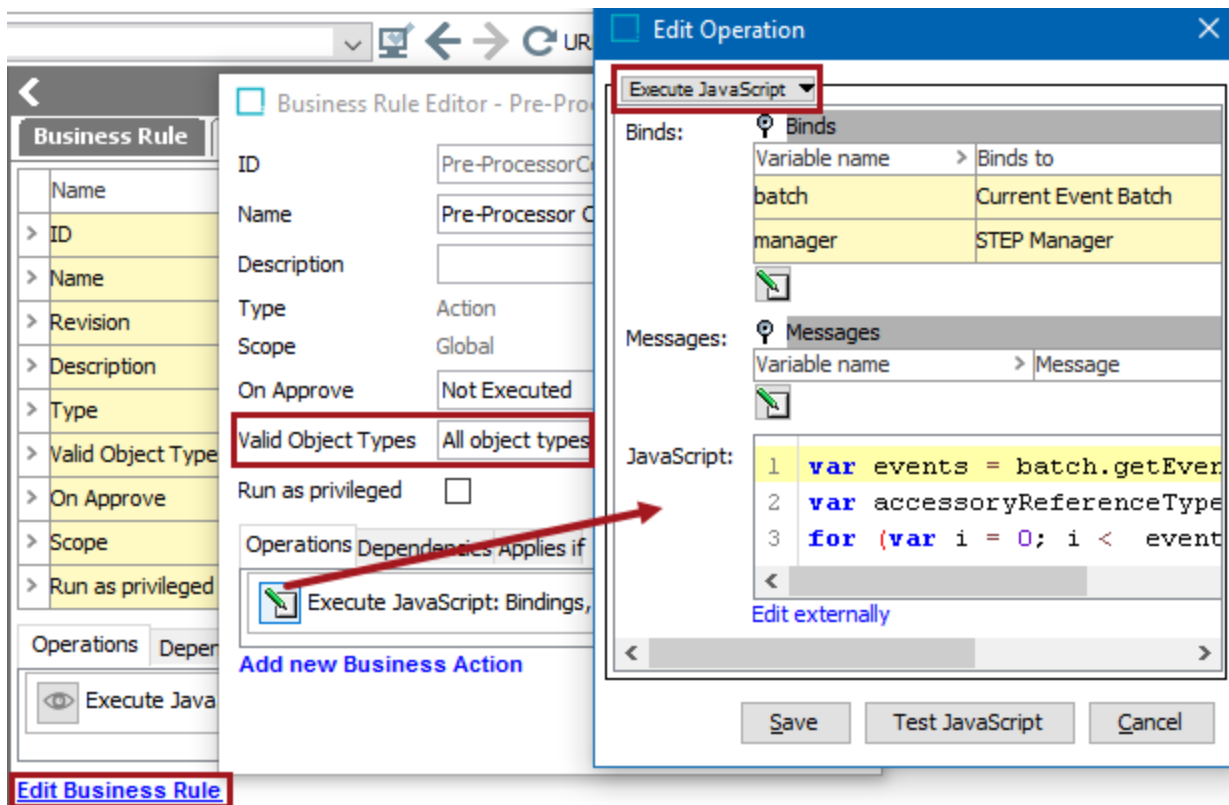 URL
Business Rule
Name
ID
Name
Revision
Description
Type
Valid Object Type
On Approve
Scope
Run as privileged
Operations
Depen
Execute Java
Edit Business Rule
Business Rule Editor - Pre-Pro
ID
Pre-ProcessorCo
Name
Pre-Processor C
Description
Type
Action
Scope
Global
On Approve
Not Executed
Valid Object Types
All object types
Run as privileged
Operations
Dependencies
Applies if
Execute JavaScript: Bindings,
Add new Business Action
Edit Operation
Execute JavaScript
Binds:
Binds
Variable name > Binds to
batch Current Event Batch
manager STEP Manager
Messages:
Messages
Variable name > Message
JavaScript:
1 var events = batch.getEven
2 var accessoryReferenceType
3 for (var i = 0; i < event
Edit externally
Save
Test JavaScript
Cancel